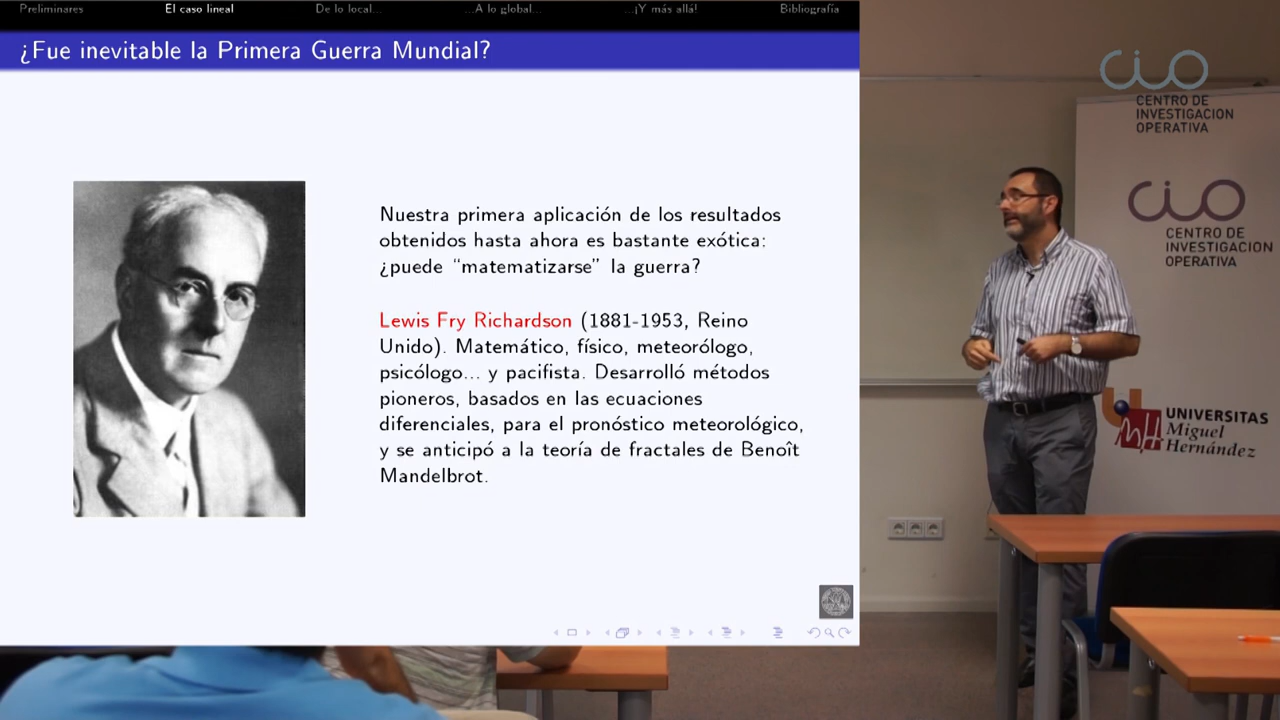 Preliminares
El caso lineal
De lo local...
...A lo global...
...¡Y más allá!
Bibliografía
¿Fue inevitable la Primera Guerra Mundial?
Nuestra primera aplicación de los resultados
obtenidos hasta ahora es bastante exótica:
¿puede “matematizarse” la guerra?
Lewis Fry Richardson (1881-1953, Reino
Unido). Matemático, físico, meteorólogo,
psicólogo... y pacifista. Desarrolló métodos
pioneros, basados en las ecuaciones
diferenciales, para el pronóstico meteorológico,
y se anticipó a la teoría de fractales de Benoît
Mandelbrot.
CIO
CENTRO DE
INVESTIGACION
OPERATIVA
CIO
CENTRO DE
INVESTIGACION
OPERATIVA
MH
UNIVERSITAS
Miguel
Hernández